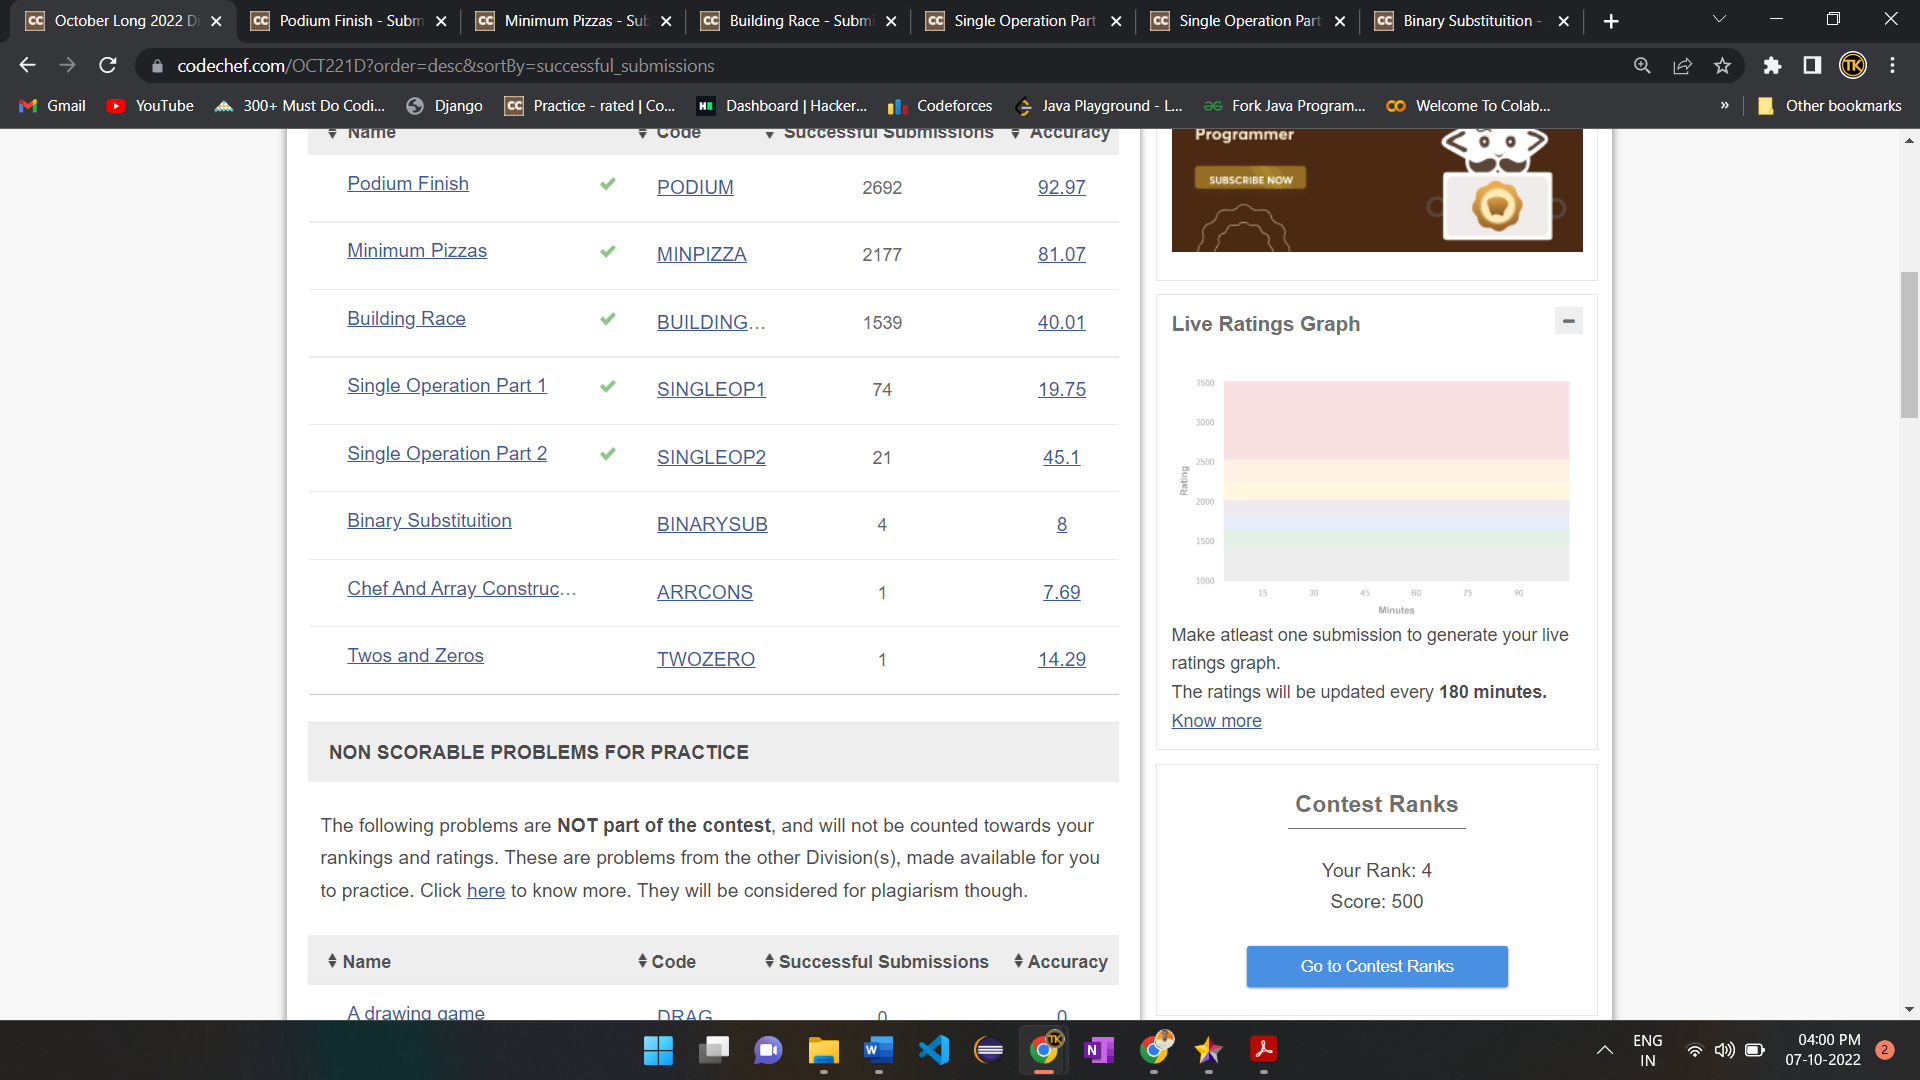 October Long 2022 Di
Podium Finish - Subm
Minimum Pizzas - Sub
Building Race - Submi
Single Operation Part
Single Operation Part
Binary Substituition -
codechef.com/OCT221D?order=desc&sortBy=successful_submissions
TK
Gmail
YouTube
300+ Must Do Codi...
Django
Practice - rated | Co...
Dashboard | Hacker...
Codeforces
Java Playground - L...
Fork Java Program...
Welcome To Colab...
»
Other bookmarks
Name Code Successful Submissions Accuracy
Podium Finish PODIUM 2692 92.97
Minimum Pizzas MINPIZZA 2177 81.07
Building Race BUILDING... 1539 40.01
Single Operation Part 1 SINGLEOP1 74 19.75
Single Operation Part 2 SINGLEOP2 21 45.1
Binary Substituition BINARYSUB 4 8
Chef And Array Construc... ARRCONS 1 7.69
Twos and Zeros TWOZERO 1 14.29
NON SCORABLE PROBLEMS FOR PRACTICE
The following problems are NOT part of the contest, and will not be counted towards your
rankings and ratings. These are problems from the other Division(s), made available for you
to practice. Click here to know more. They will be considered for plagiarism though.
Name Code Successful Submissions Accuracy
A drawing game DRAG 0 0
Programmer
SUBSCRIBE NOW
Live Ratings Graph
3500
3000
2500
2000
1500
1000
Rating
15 30 45 60 75 90
Minutes
Make atleast one submission to generate your live
ratings graph.
The ratings will be updated every 180 minutes.
Know more
Contest Ranks
Your Rank: 4
Score: 500
Go to Contest Ranks
ENG
IN
04:00 PM
07-10-2022
2